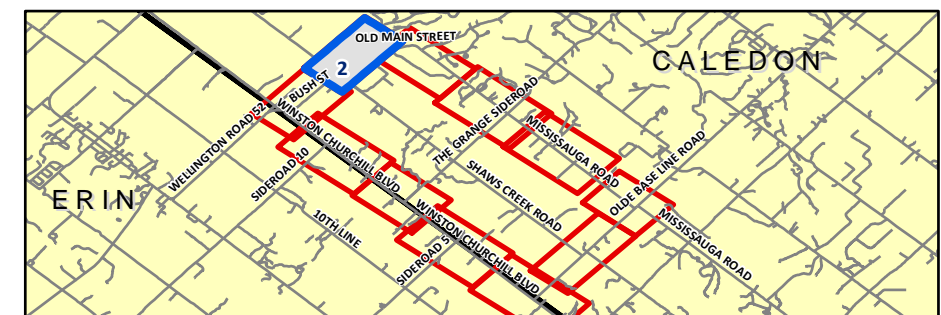 OLD MAIN STREET
CALEDON
2
BUSH ST
WELLINGTON ROAD 52
WINSTON CHURCHILL BLVD
THE GRANGE SIDEROAD
MISSISSAUGA ROAD
SIDEROAD 10
ERIN
SHAWS CREEK ROAD
OLDE BASE LINE ROAD
10TH LINE
WINSTON CHURCHILL BLVD
MISSISSAUGA ROAD
SIDEROAD 5